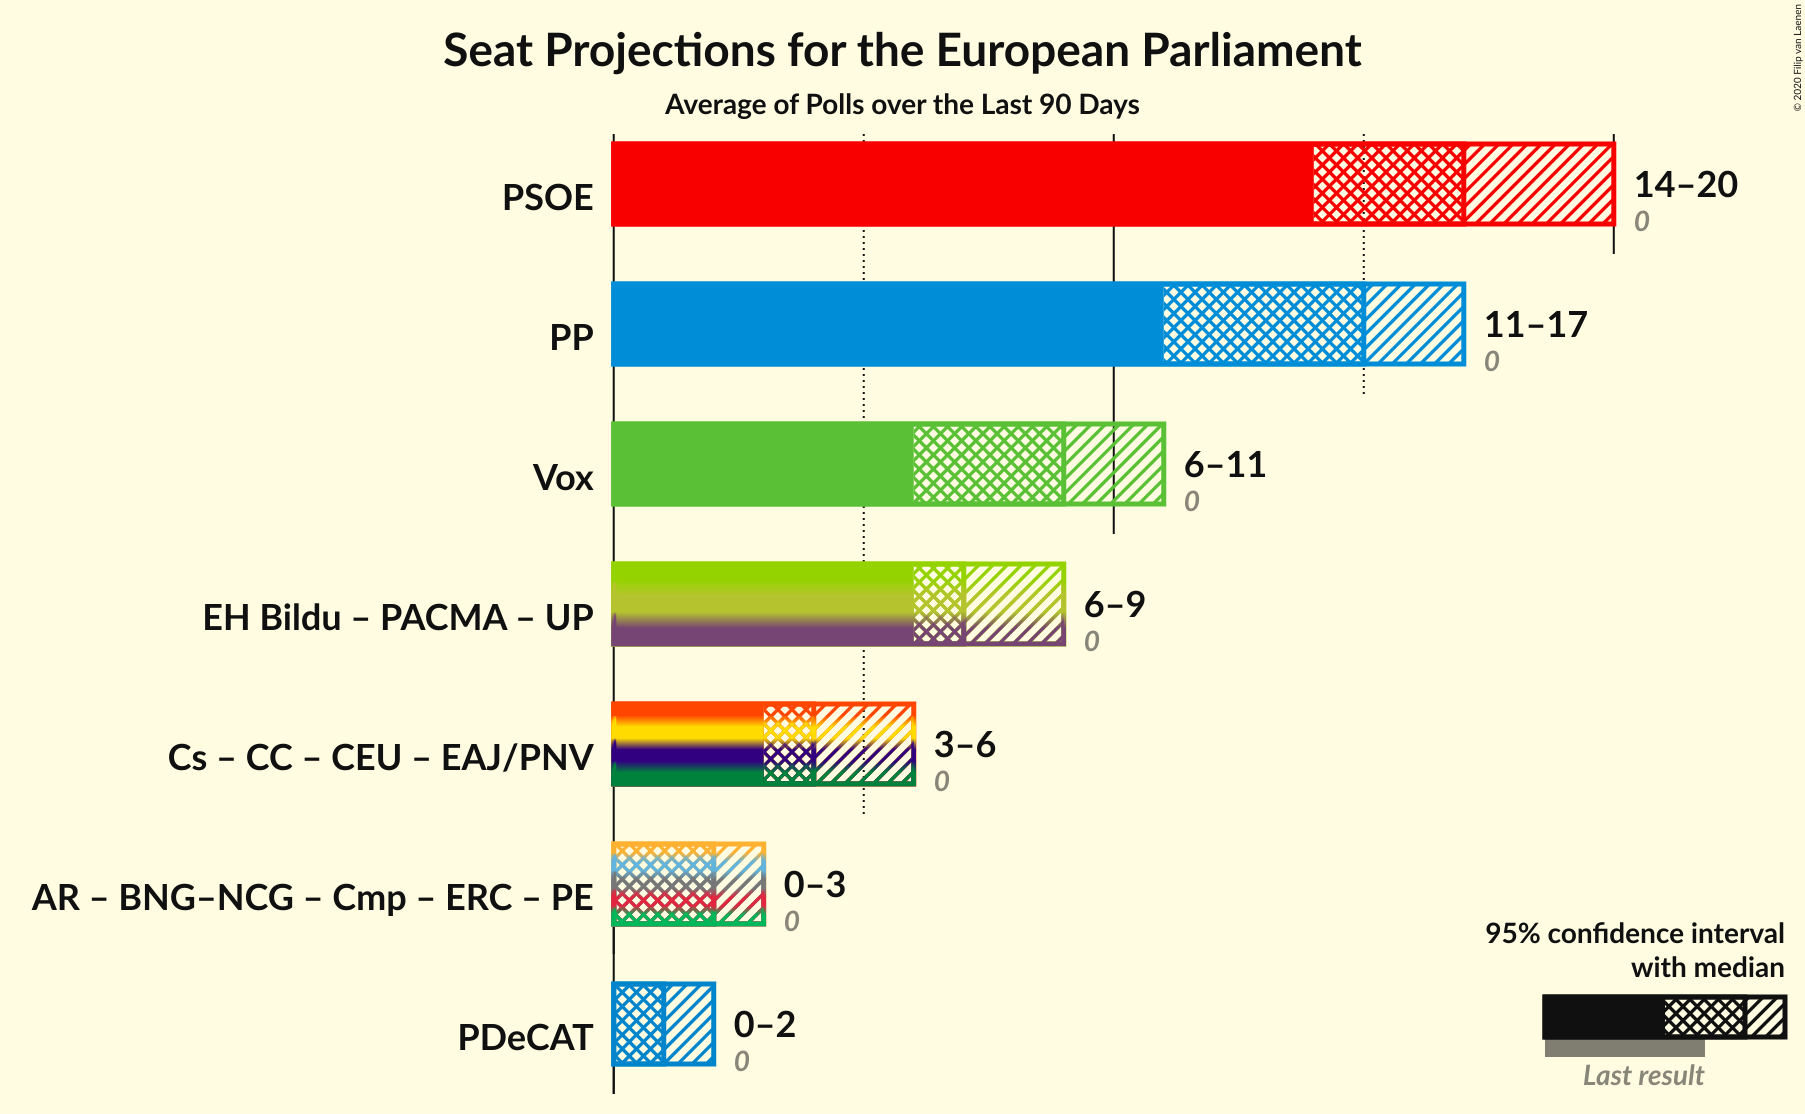 Seat Projections for the European Parliament
Average of Polls over the Last 90 Days
© 2020 Filip van Laenen
PSOE
14–20
0
PP
11–17
0
Vox
6–11
0
EH Bildu – PACMA – UP
6–9
0
Cs – CC – CEU – EAJ/PNV
3–6
0
AR – BNG–NCG – Cmp – ERC – PE
0–3
0
PDeCAT
0–2
0
95% confidence interval
with median
Last result